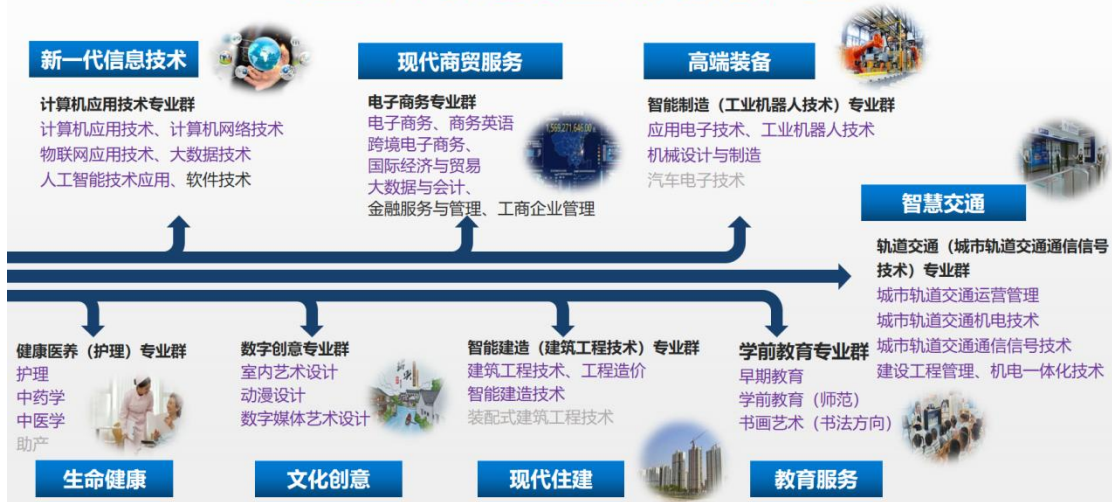 新一代信息技术
计算机应用技术专业群
计算机应用技术、计算机网络技术
物联网应用技术、大数据技术
人工智能技术应用、软件技术
现代商贸服务
电子商务专业群
电子商务、商务英语
跨境电子商务、
国际经济与贸易
大数据与会计、
金融服务与管理、工商企业管理
1,569,271,646.00
高端装备
智能制造（工业机器人技术）专业群
应用电子技术、工业机器人技术
机械设计与制造
汽车电子技术
智慧交通
轨道交通（城市轨道交通通信信号
技术）专业群
城市轨道交通运营管理
城市轨道交通机电技术
城市轨道交通通信信号技术
建设工程管理、机电一体化技术
健康医养（护理）专业群
护理
中药学
中医学
助产
生命健康
数字创意专业群
室内艺术设计
动漫设计
数字媒体艺术设计
文化创意
智能建造（建筑工程技术）专业群
建筑工程技术、工程造价
智能建造技术
装配式建筑工程技术
现代住建
学前教育专业群
早期教育
学前教育（师范）
书画艺术（书法方向）
教育服务